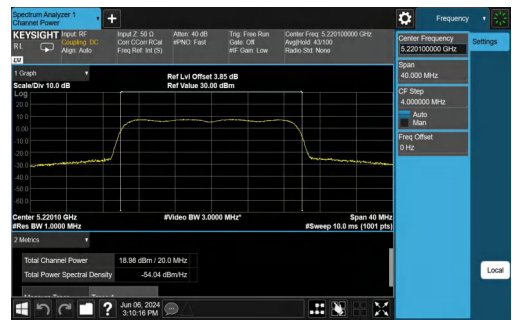 Spectrum Analyzer 1
Channel Power
+
Frequency
KEYSIGHT
RL
Input: RF
Coupling: DC
Align: Auto
Input Z: 50 Ω
Corr CCorr RCal
Freq Ref: Int (S)
Atten: 40 dB
#PNO: Fast
Trig: Free Run
Gate: Off
#IF Gain: Low
Center Freq: 5.220100000 GHz
Avg|Hold: 43/100
Radio Std: None
LV
Center Frequency
5.220100000 GHz
Settings
Span
40.000 MHz
CF Step
4.000000 MHz
Auto
Man
Freq Offset
0 Hz
Local
1 Graph
Scale/Div 10.0 dB
Ref Lvl Offset 3.85 dB
Ref Value 30.00 dBm
Log
20.0
10.0
0.00
-10.0
-20.0
-30.0
-40.0
-50.0
-60.0
Center 5.22010 GHz
#Res BW 1.0000 MHz
#Video BW 3.0000 MHz*
Span 40 MHz
#Sweep 10.0 ms (1001 pts)
2 Metrics
Total Channel Power 18.98 dBm / 20.0 MHz
Total Power Spectral Density -54.04 dBm/Hz
?
Jun 06, 2024
3:10:16 PM